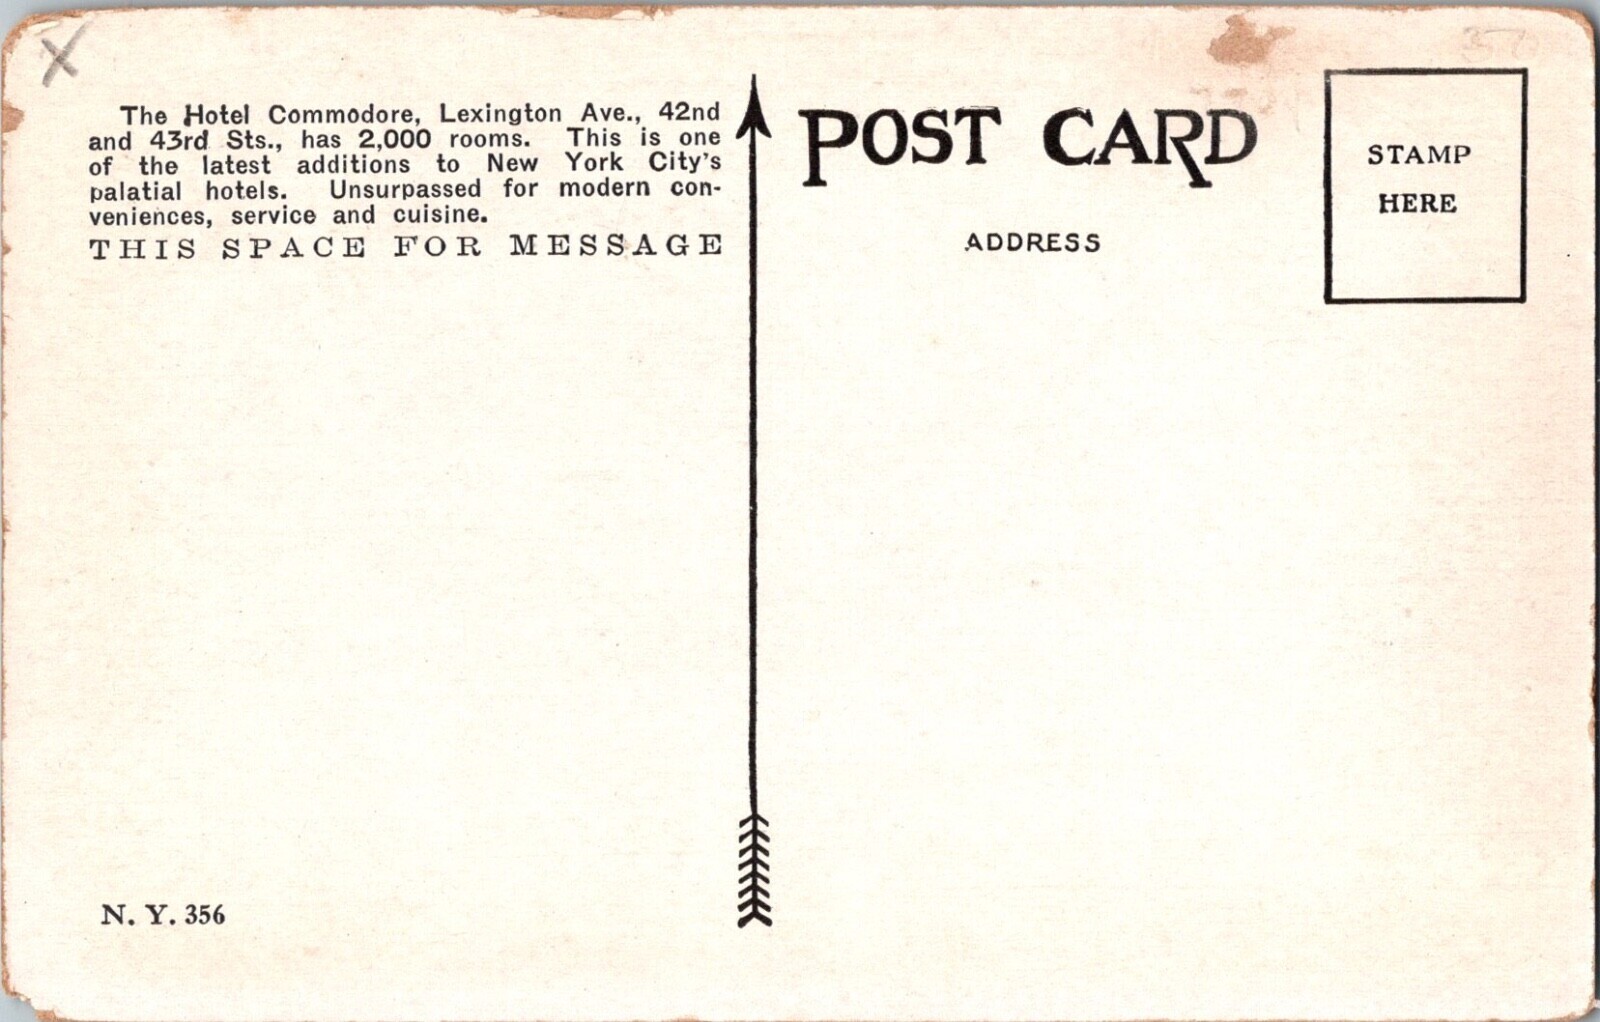 X
The Hotel Commodore, Lexington Ave., 42nd
and 43rd Sts., has 2,000 rooms. This is one
of the latest additions to New York City's
palatial hotels. Unsurpassed for modern con-
veniences, service and cuisine.
THIS SPACE FOR MESSAGE
N. Y. 356
POST CARD
ADDRESS
STAMP
HERE